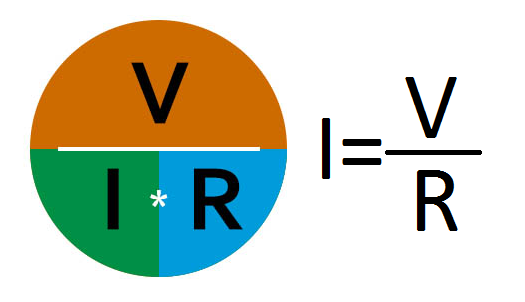 V
I * R
I = V / R